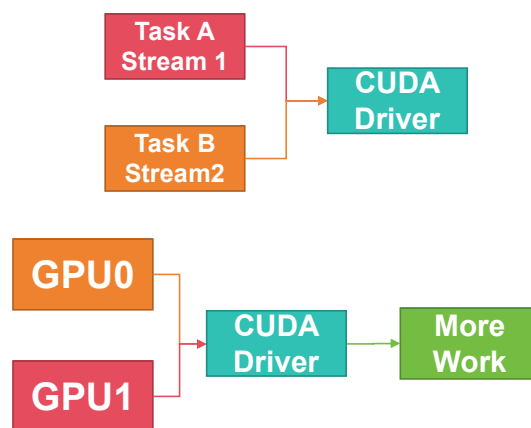 Task A
Stream 1
CUDA
Driver
Task B
Stream2
GPU0
CUDA
Driver
More
Work
GPU1